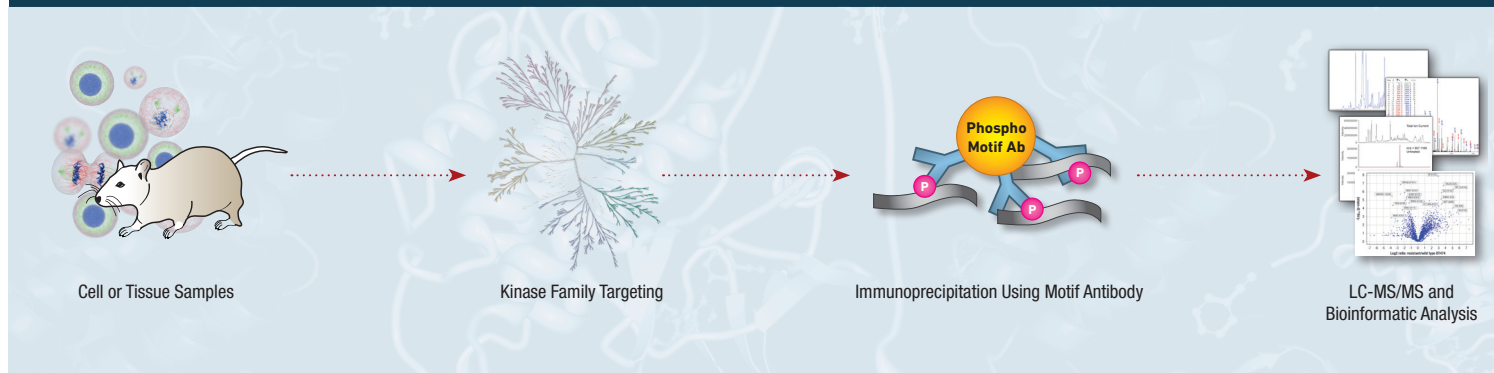 Phospho
Motif Ab
P
P
P
Cell or Tissue Samples
Kinase Family Targeting
Immunoprecipitation Using Motif Antibody
LC-MS/MS and
Bioinformatic Analysis